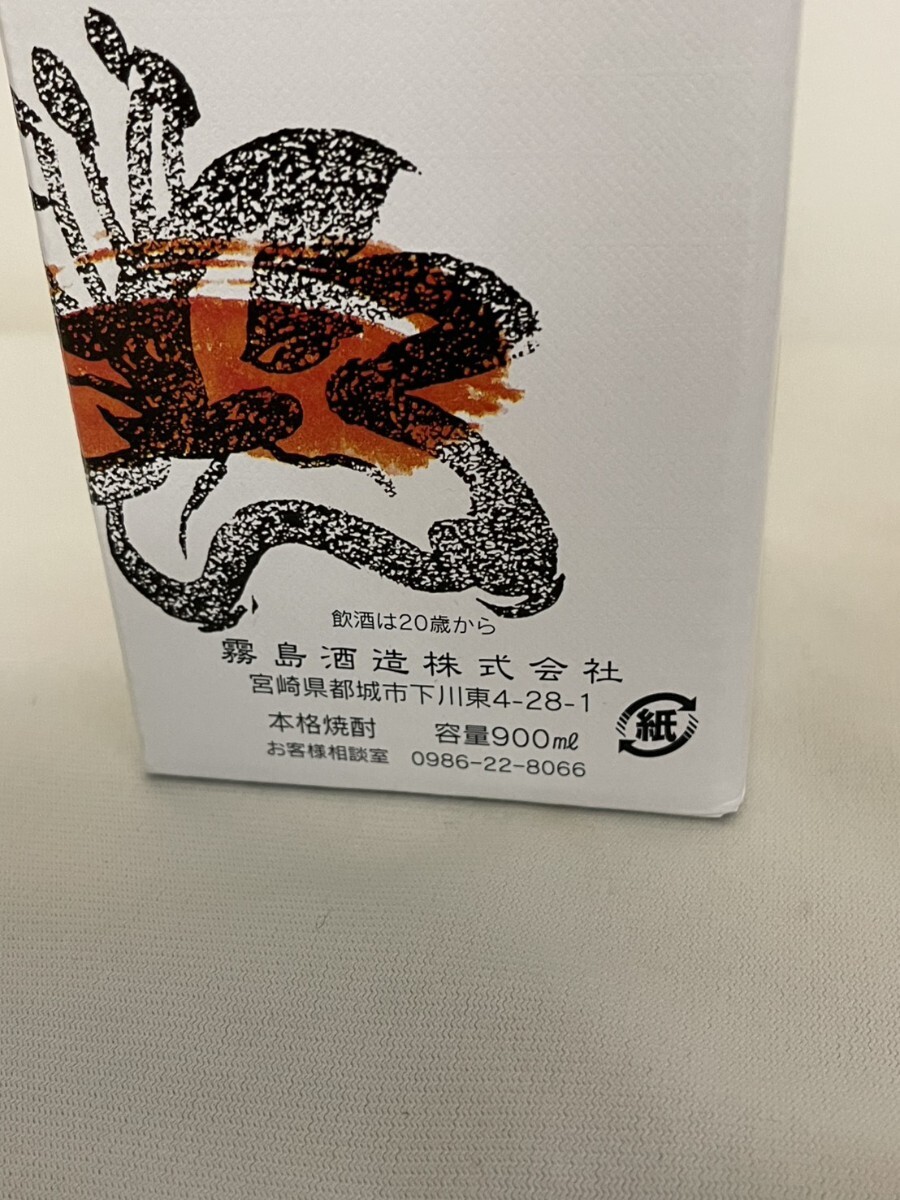 飲酒は20歳から
霧島酒造株式会社
宮崎県都城市下川東4-28-1
本格焼酎 容量900㎖
お客様相談室 0986-22-8066
紙